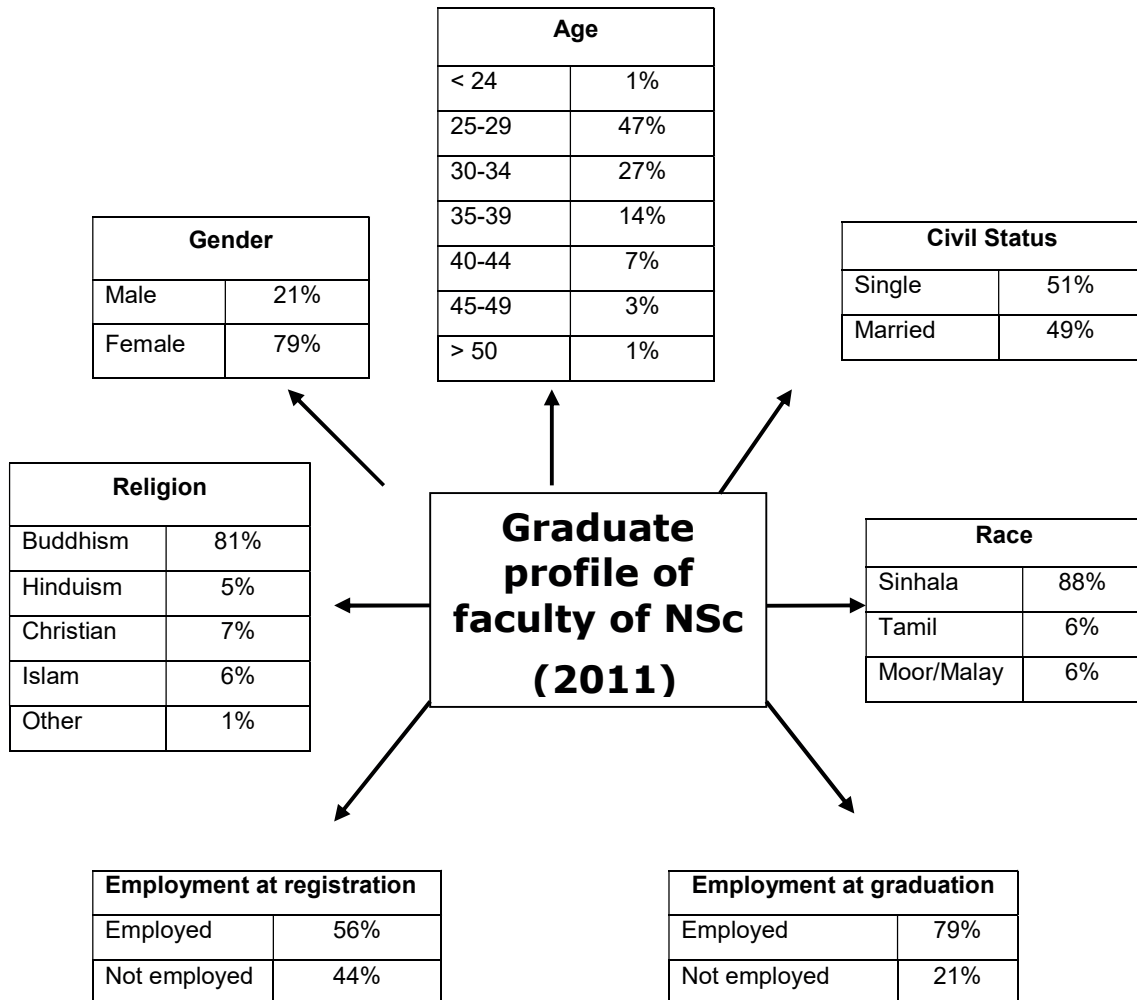 Age
< 24 1%
25-29 47%
30-34 27%
35-39 14%
40-44 7%
45-49 3%
> 50 1%
Gender
Male 21%
Female 79%
Civil Status
Single 51%
Married 49%
Religion
Buddhism 81%
Hinduism 5%
Christian 7%
Islam 6%
Other 1%
Graduate
profile of
faculty of NSc
(2011)
Race
Sinhala 88%
Tamil 6%
Moor/Malay 6%
Employment at registration
Employed 56%
Not employed 44%
Employment at graduation
Employed 79%
Not employed 21%